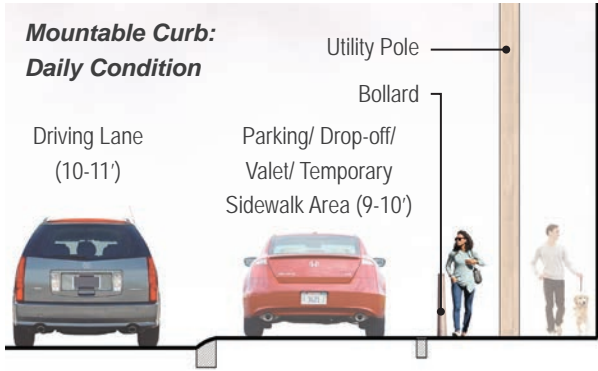 Mountable Curb:
Daily Condition
Utility Pole
Bollard
Driving Lane
(10-11')
Parking/ Drop-off/
Valet/ Temporary
Sidewalk Area (9-10')